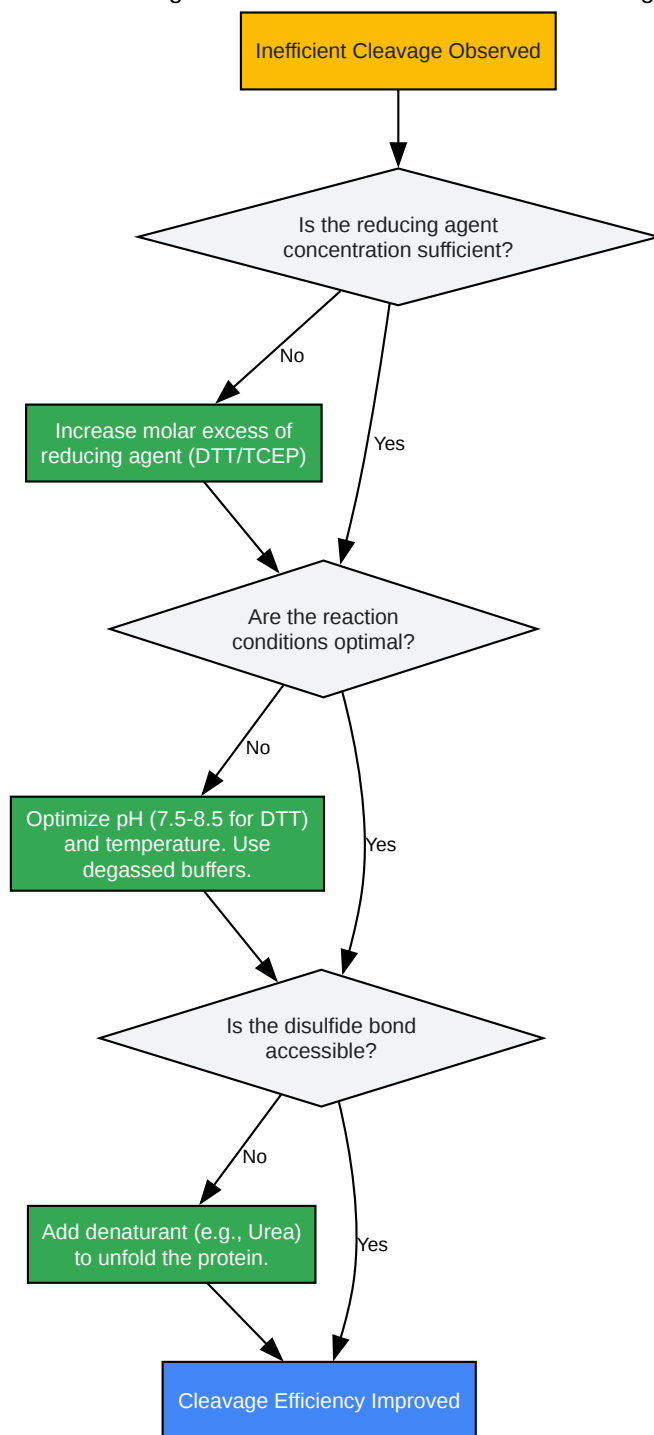 Inefficient Cleavage Observed
Is the reducing agent
concentration sufficient?
No
Increase molar excess of
reducing agent (DTT/TCEP)
Yes
Are the reaction
conditions optimal?
No
Optimize pH (7.5-8.5 for DTT)
and temperature. Use
degassed buffers.
Yes
Is the disulfide bond
accessible?
No
Add denaturant (e.g., Urea)
to unfold the protein.
Yes
Cleavage Efficiency Improved